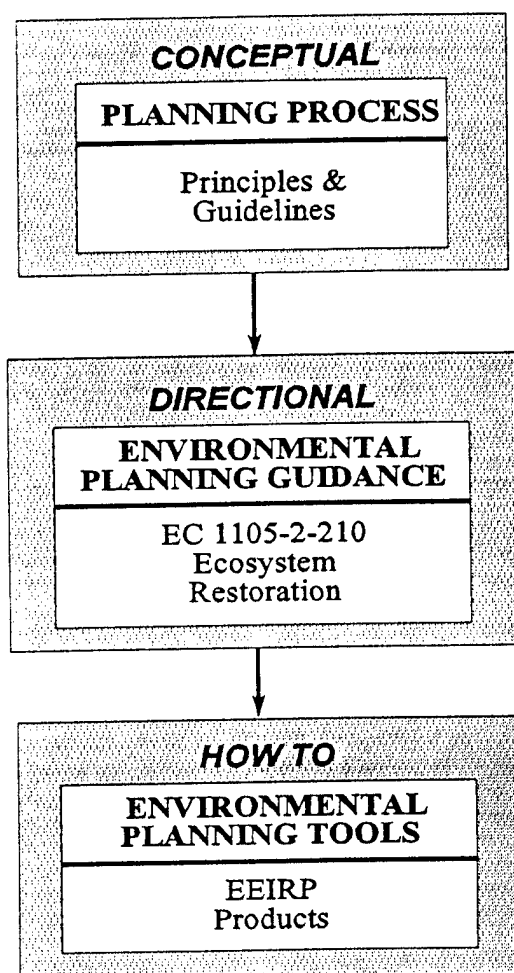 CONCEPTUAL
PLANNING PROCESS
Principles &
Guidelines
DIRECTIONAL
ENVIRONMENTAL
PLANNING GUIDANCE
EC 1105-2-210
Ecosystem
Restoration
HOW TO
ENVIRONMENTAL
PLANNING TOOLS
EEIRP
Products